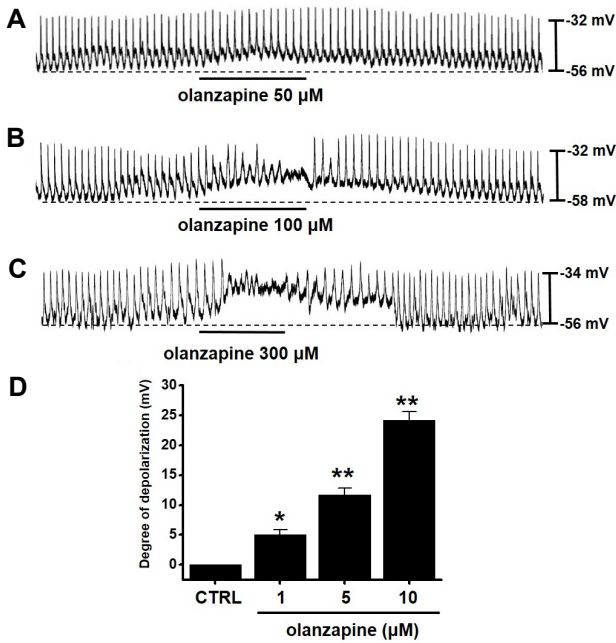 A
-32 mV
-56 mV
olanzapine 50 µM
B
-32 mV
-58 mV
olanzapine 100 µM
C
-34 mV
-56 mV
olanzapine 300 µM
D
Degree of depolarization (mV)
30
25
20
15
10
5
0
*
**
**
CTRL 1 5 10
olanzapine (µM)